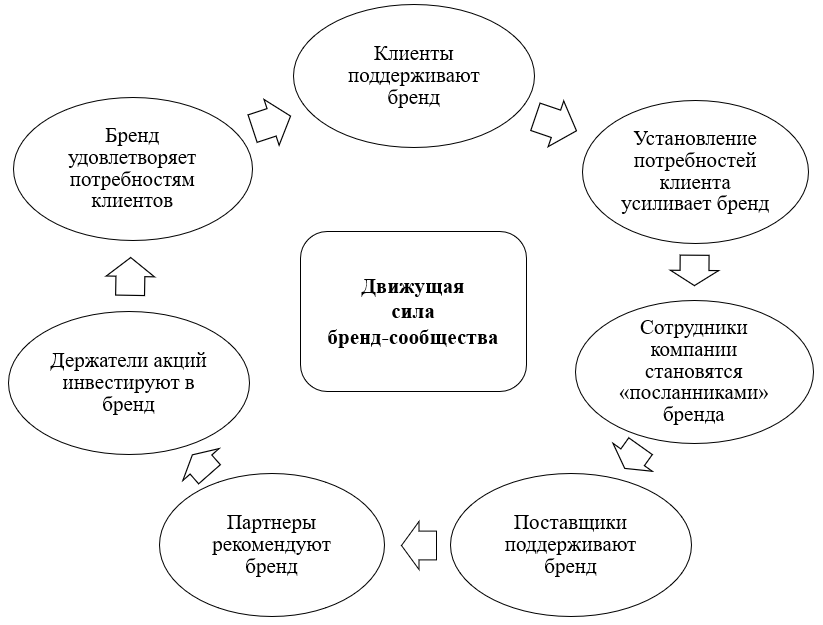 Клиенты
поддерживают
бренд
Установление
потребностей
клиента
усиливает бренд
Сотрудники
компании
становятся
«посланниками»
бренда
Поставщики
поддерживают
бренд
Партнеры
рекомендуют
бренд
Держатели акций
инвестируют в
бренд
Бренд
удовлетворяет
потребностям
клиентов
Движущая
сила
бренд-сообщества